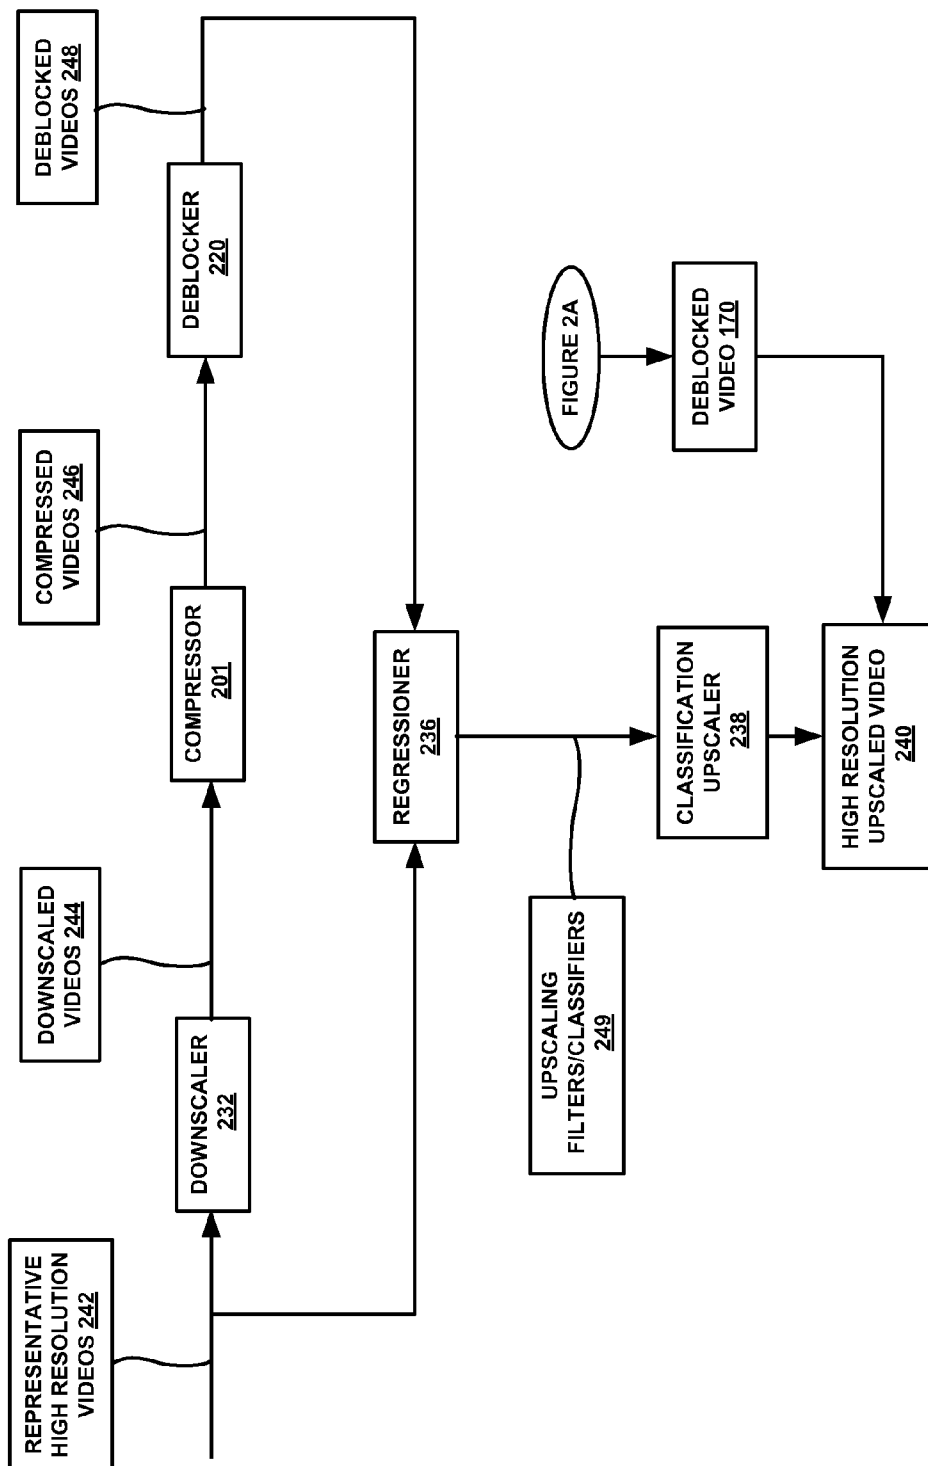 REPRESENTATIVE
HIGH RESOLUTION
VIDEOS 242
DOWNSCALED
VIDEOS 244
COMPRESSED
VIDEOS 246
DEBLOCKED
VIDEOS 248
DOWNSCALER
232
COMPRESSOR
201
DEBLOCKER
220
REGRESSIONER
236
FIGURE 2A
UPSCALING
FILTERS/CLASSIFIERS
249
CLASSIFICATION
UPSCALER
238
DEBLOCKED
VIDEO 170
HIGH RESOLUTION
UPSCALED VIDEO
240